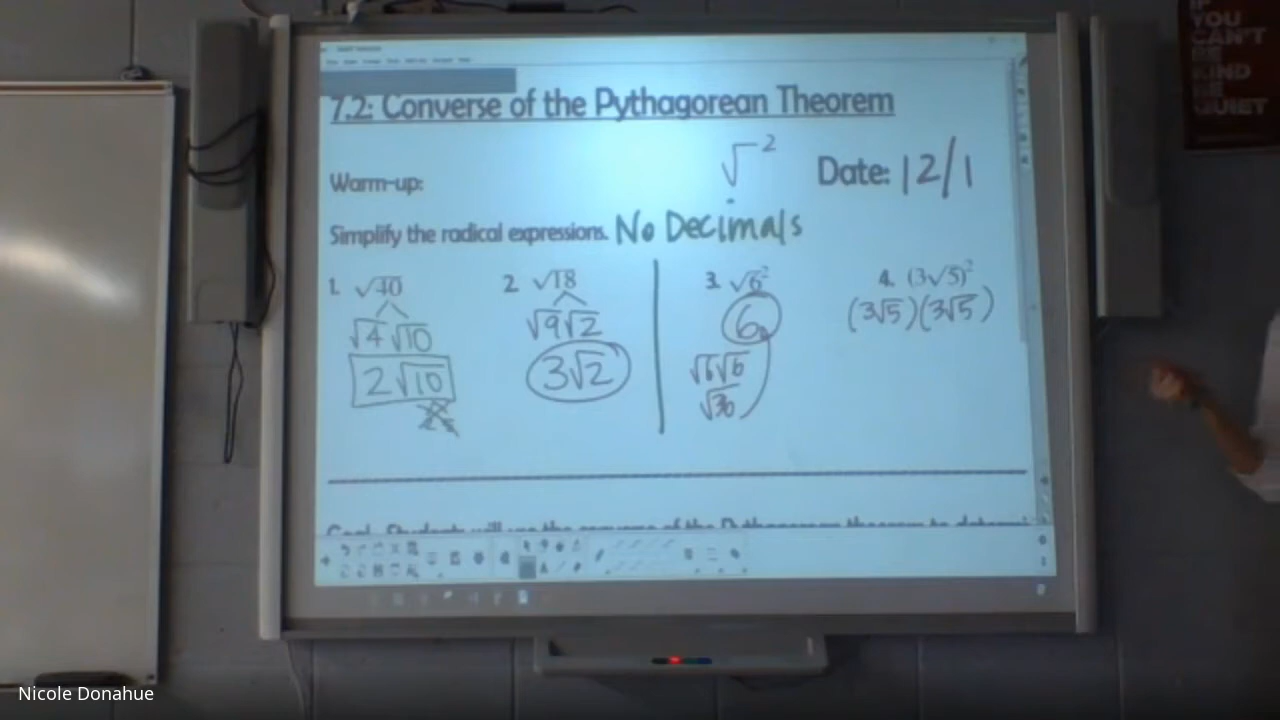 IF
YOU
CAN'T
BE
KIND
BE
QUIET
7.2: Converse of the Pythagorean Theorem
√ ²
Warm-up:
Date: 12/1
Simplify the radical expressions. No Decimals
1. √40
2. √18
3. √6²
4. (3√5)²
√4√10
√9√2
6
(3√5)(3√5)
2√10
3√2
√6√6
√36
Goal: Students will use the converse of the Pythagorean theorem to
Nicole Donahue